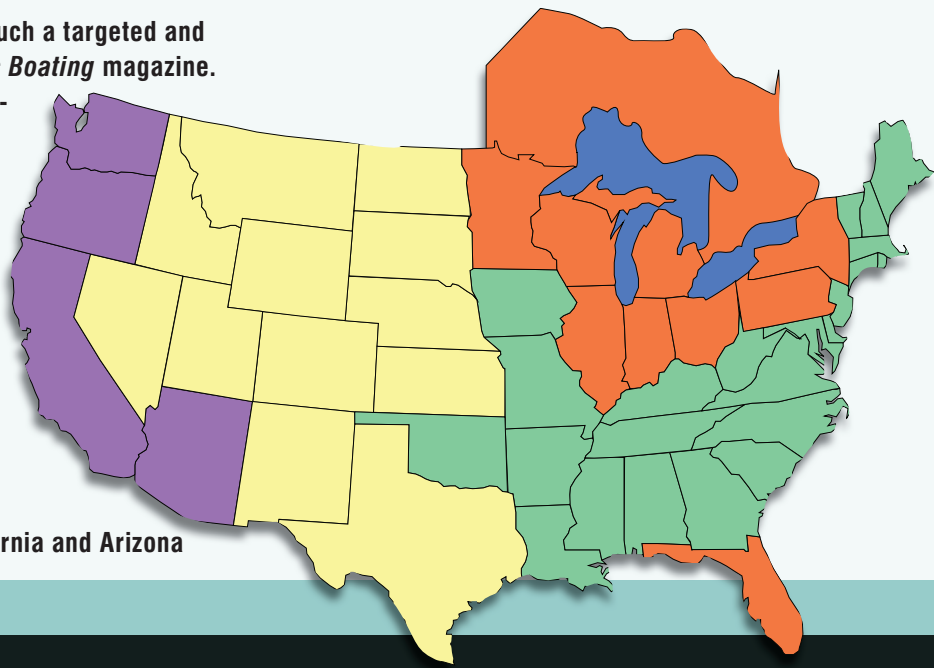 uch a targeted and
Boating magazine.
-
rnia and Arizona